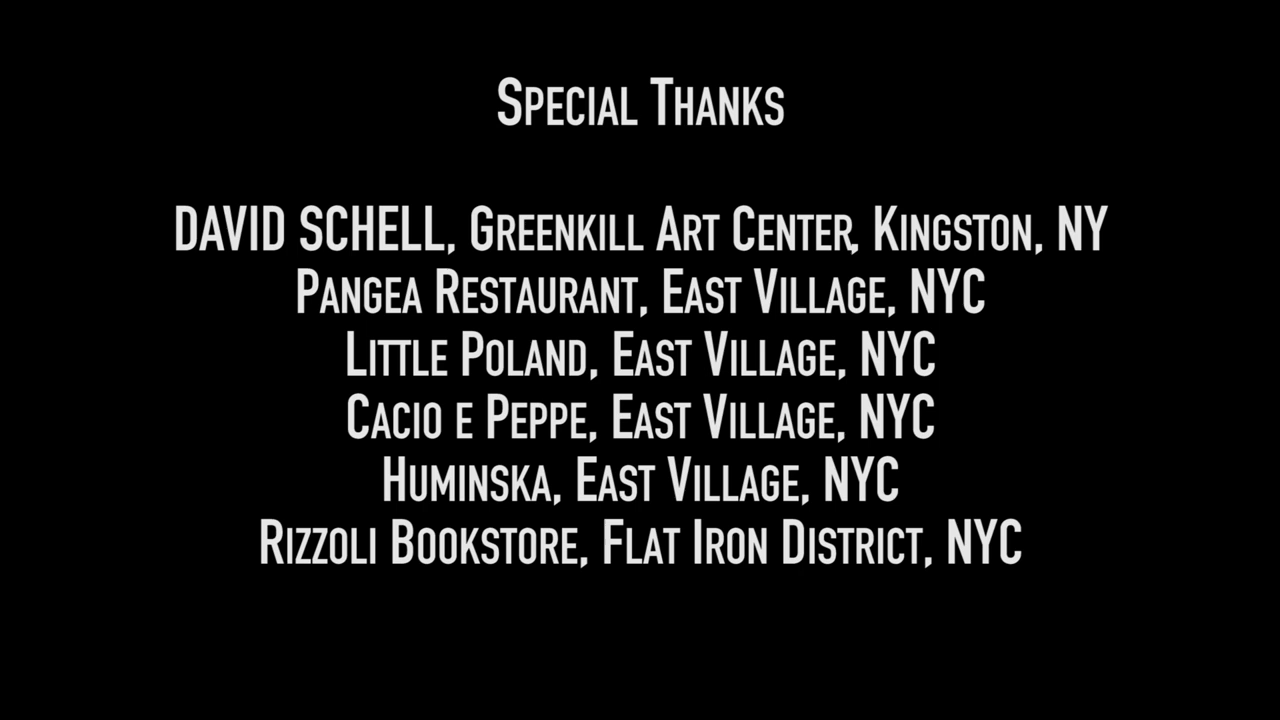 Special Thanks
DAVID SCHELL, Greenkill Art Center, Kingston, NY
Pangea Restaurant, East Village, NYC
Little Poland, East Village, NYC
Cacio e Peppe, East Village, NYC
Huminska, East Village, NYC
Rizzoli Bookstore, Flat Iron District, NYC